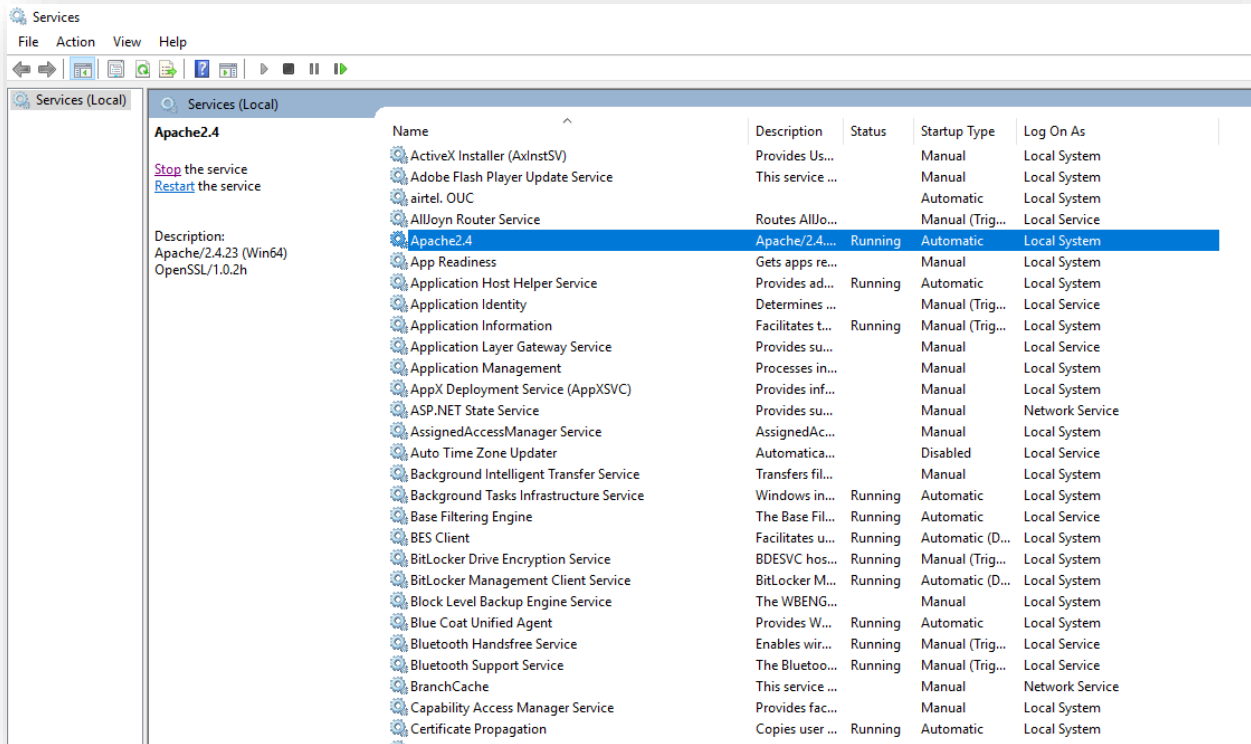 Services
File Action View Help
Services (Local)
Services (Local)
Apache2.4
Stop the service
Restart the service
Description:
Apache/2.4.23 (Win64)
OpenSSL/1.0.2h
Name Description Status Startup Type Log On As
ActiveX Installer (AxInstSV) Provides Us... Manual Local System
Adobe Flash Player Update Service This service ... Manual Local System
airtel. OUC Automatic Local System
AllJoyn Router Service Routes AllJo... Manual (Trig... Local Service
Apache2.4 Apache/2.4.... Running Automatic Local System
App Readiness Gets apps re... Manual Local System
Application Host Helper Service Provides ad... Running Automatic Local System
Application Identity Determines ... Manual (Trig... Local Service
Application Information Facilitates t... Running Manual (Trig... Local System
Application Layer Gateway Service Provides su... Manual Local Service
Application Management Processes in... Manual Local System
AppX Deployment Service (AppXSVC) Provides inf... Manual Local System
ASP.NET State Service Provides su... Manual Network Service
AssignedAccessManager Service AssignedAc... Manual Local System
Auto Time Zone Updater Automatica... Disabled Local Service
Background Intelligent Transfer Service Transfers fil... Manual Local System
Background Tasks Infrastructure Service Windows in... Running Automatic Local System
Base Filtering Engine The Base Fil... Running Automatic Local Service
BES Client Facilitates u... Running Automatic (D... Local System
BitLocker Drive Encryption Service BDESVC hos... Running Manual (Trig... Local System
BitLocker Management Client Service BitLocker M... Running Automatic (D... Local System
Block Level Backup Engine Service The WBENG... Manual Local System
Blue Coat Unified Agent Provides W... Running Automatic Local System
Bluetooth Handsfree Service Enables wir... Running Manual (Trig... Local Service
Bluetooth Support Service The Bluetoo... Running Manual (Trig... Local Service
BranchCache This service ... Manual Network Service
Capability Access Manager Service Provides fac... Manual Local System
Certificate Propagation Copies user ... Running Automatic Local System